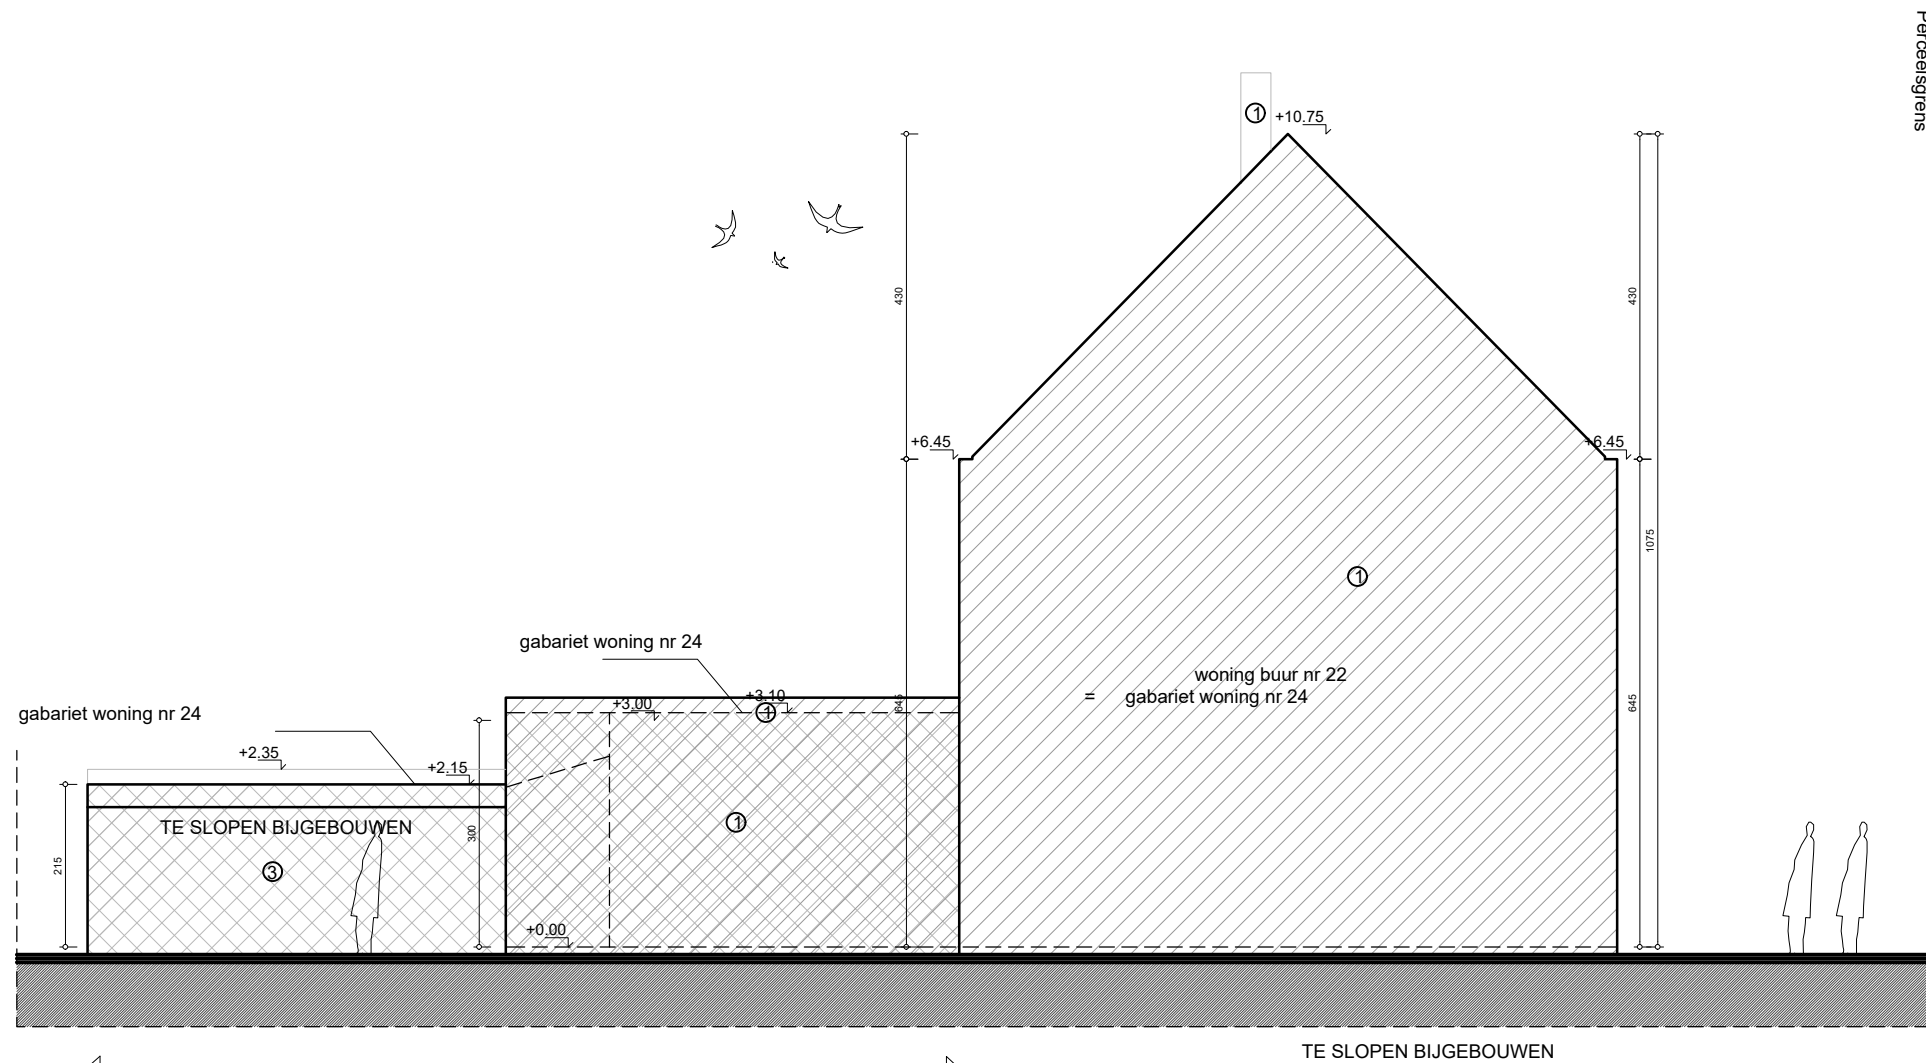 Perceelsgrens
1
+10.75
430
430
+6.45
+6.45
1075
1
gabariet woning nr 24
woning buur nr 22
= gabariet woning nr 24
+3.10
+3.00
1
645
645
gabariet woning nr 24
+2.35
+2.15
TE SLOPEN BIJGEBOUWEN
300
1
215
3
+0.00
TE SLOPEN BIJGEBOUWEN